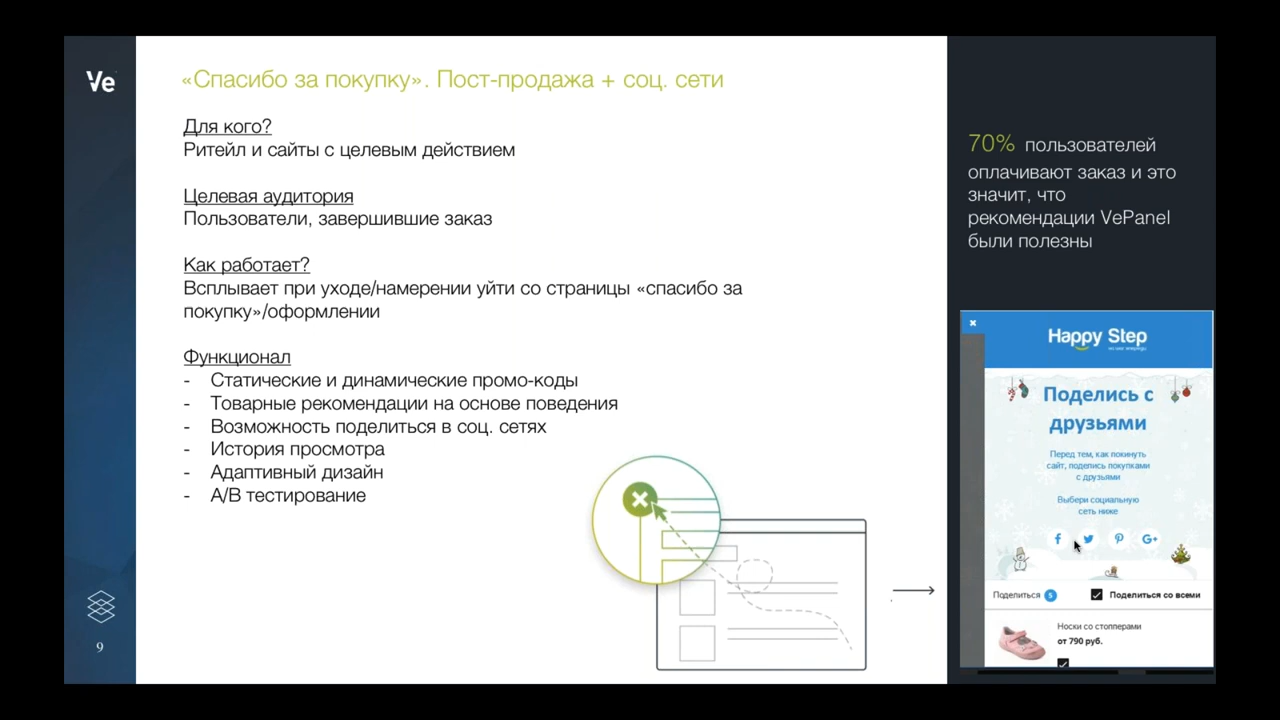 Ve
«Спасибо за покупку». Пост-продажа + соц. сети
Для кого?
Ритейл и сайты с целевым действием
Целевая аудитория
Пользователи, завершившие заказ
Как работает?
Всплывает при уходе/намерении уйти со страницы «спасибо за
покупку»/оформлении
Функционал
- Статические и динамические промо-коды
- Товарные рекомендации на основе поведения
- Возможность поделиться в соц. сетях
- История просмотра
- Адаптивный дизайн
- A/B тестирование
9
70% пользователей
оплачивают заказ и это
значит, что
рекомендации VePanel
были полезны
Happy Step
Поделись с
друзьями
Перед тем, как покинуть
сайт, поделись покупками
с друзьями
Выбери социальную
сеть ниже
f G+
Поделиться 5 Поделиться со всеми
Носки со стопперами
от 790 руб.